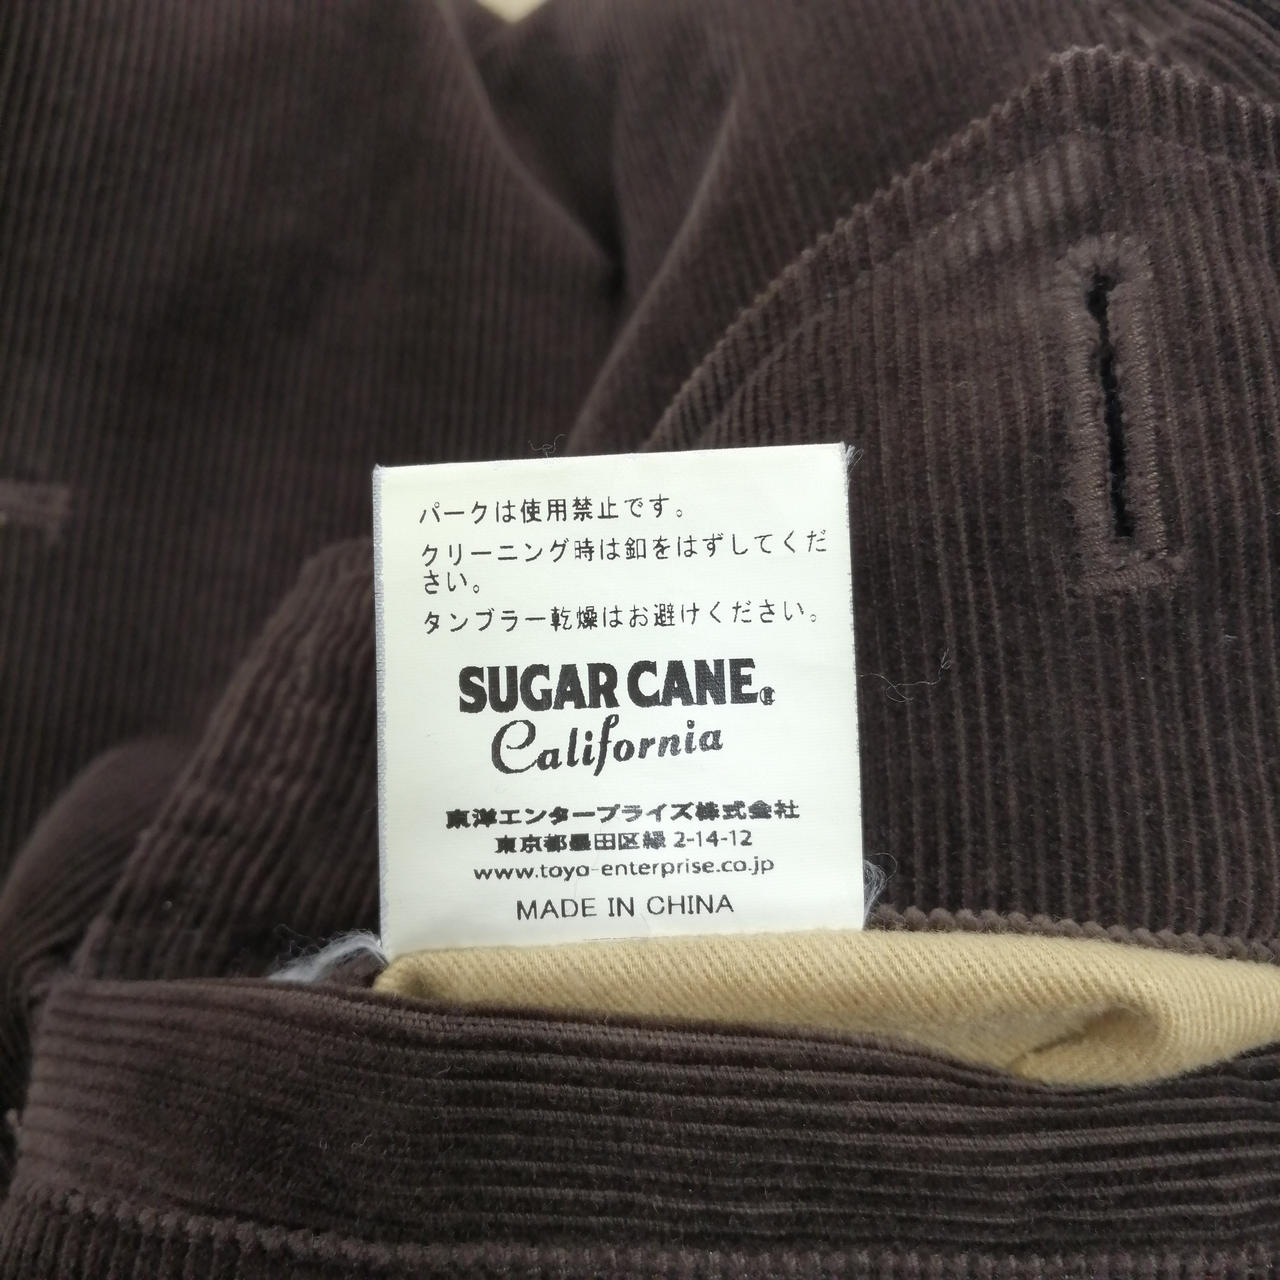 パークは使用禁止です。
クリーニング時は釦をはずしてくだ
さい。
タンブラー乾燥はお避けください。
SUGAR CANE®
California
東洋エンタープライズ株式会社
東京都墨田区緑 2-14-12
www.toyo-enterprise.co.jp
MADE IN CHINA